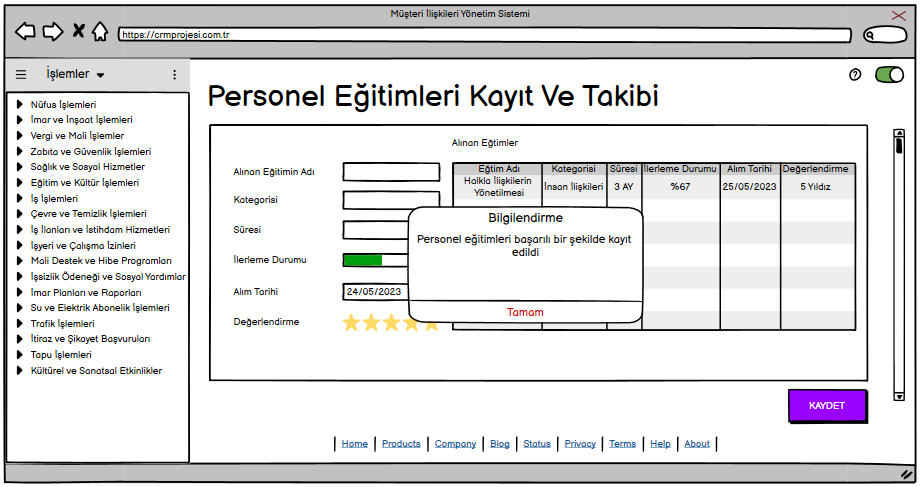 Müşteri İlişkileri Yönetim Sistemi
https://crmprojesi.com.tr
İşlemler
Nüfus İşlemleri
İmar ve İnşaat İşlemleri
Vergi ve Mali İşlemler
Zabıta ve Güvenlik İşlemleri
Sağlık ve Sosyal Hizmetler
Eğitim ve Kültür İşlemleri
İş İşlemleri
Çevre ve Temizlik İşlemleri
İş İlanları ve İstihdam Hizmetleri
İşyeri ve Çalışma İzinleri
Mali Destek ve Hibe Programları
İşsizlik Ödeneği ve Sosyal Yardımlar
İmar Planları ve Raporları
Su ve Elektrik Abonelik İşlemleri
Trafik İşlemleri
İtiraz ve Şikayet Başvuruları
Tapu İşlemleri
Kültürel ve Sanatsal Etkinlikler
?
Personel Eğitimleri Kayıt Ve Takibi
Alınan Eğitimin Adı
Kategorisi
Süresi
İlerleme Durumu
Alım Tarihi
24/05/2023
Değerlendirme
Alınan Eğtimler
Eğtim Adı Kategorisi Süresi İlerleme Durumu Alım Tarihi Değerlendirme
Halkla İlişkilerin
Yönetilmesi
İnsan İlişkileri 3 AY %67 25/05/2023 5 Yıldız
Bilgilendirme
Personel eğitimleri başarılı bir şekilde kayıt
edildi
Tamam
KAYDET
Home | Products | Company | Blog | Status | Privacy | Terms | Help | About